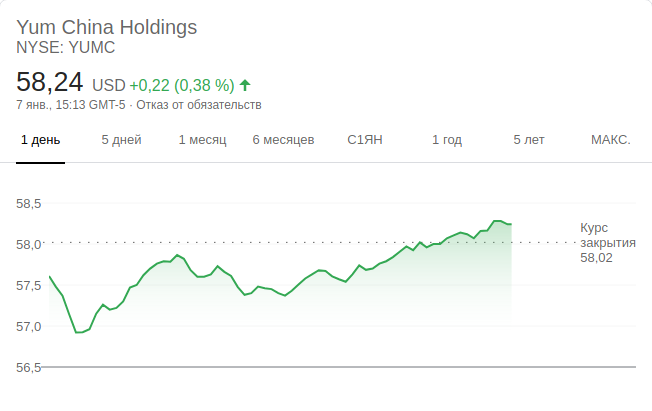 Yum China Holdings
NYSE: YUMC
58,24 USD +0,22 (0,38 %)
7 янв., 15:13 GMT-5 · Отказ от обязательств
1 день 5 дней 1 месяц 6 месяцев С1ЯН 1 год 5 лет МАКС.
58,5
58,0
57,5
57,0
56,5
Курс
закрытия
58,02